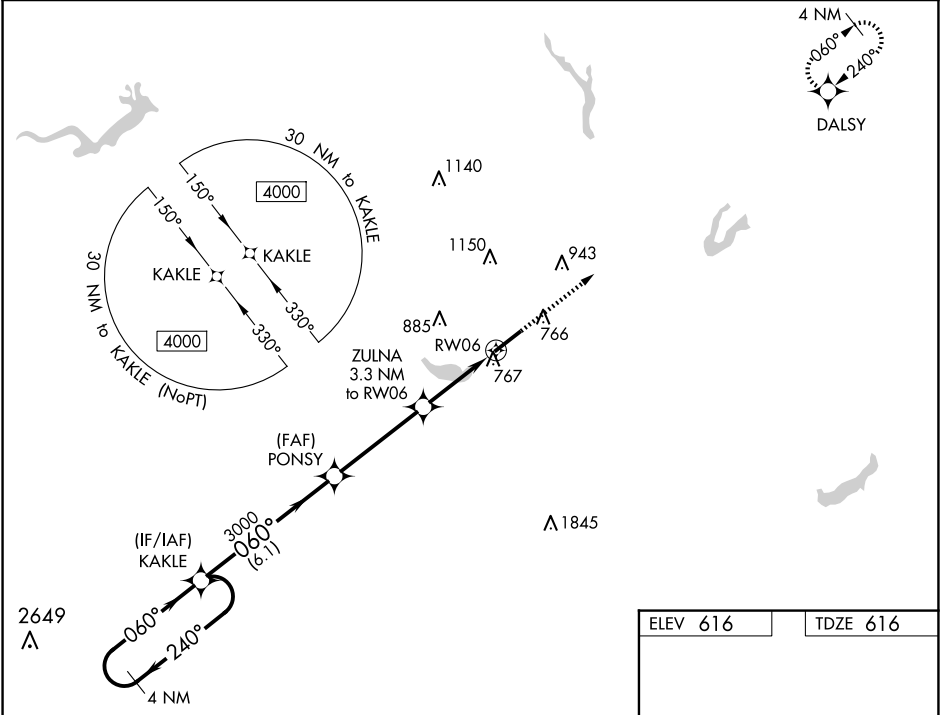 4 NM
060°
240°
DALSY
30 NM to KAKLE
4000
150°
KAKLE
330°
150°
KAKLE
330°
4000
30 NM to KAKLE (NoPT)
1140
1150
943
885
766
RW06
767
ZULNA
3.3 NM
to RW06
(FAF)
PONSY
3000
060°
(6.1)
(IF/IAF)
KAKLE
1845
2649
060°
240°
4 NM
ELEV 616
TDZE 616